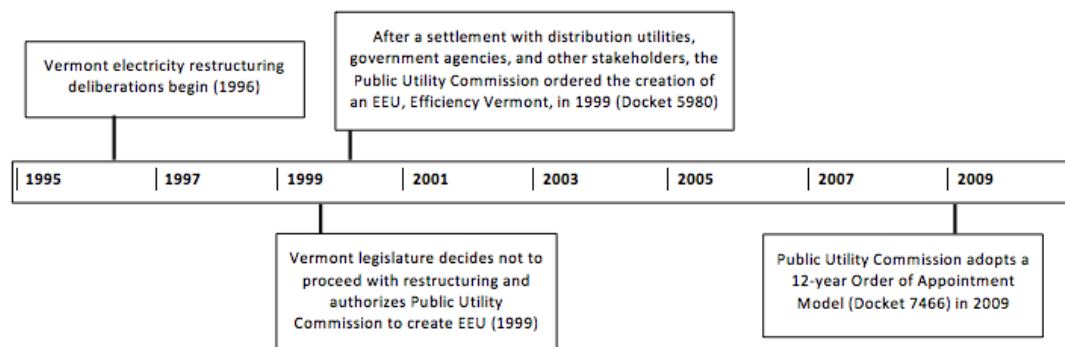 Vermont electricity restructuring
deliberations begin (1996)
After a settlement with distribution utilities,
government agencies, and other stakeholders, the
Public Utility Commission ordered the creation of
an EEU, Efficiency Vermont, in 1999 (Docket 5980)
1995 1997 1999 2001 2003 2005 2007 2009
Vermont legislature decides not to
proceed with restructuring and
authorizes Public Utility
Commission to create EEU (1999)
Public Utility Commission adopts a
12-year Order of Appointment
Model (Docket 7466) in 2009